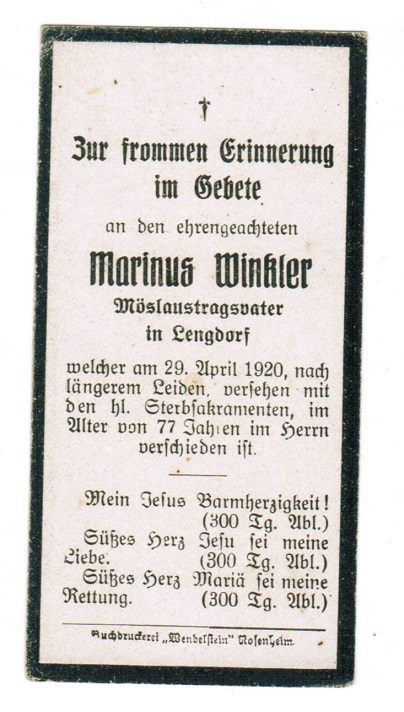 †
Zur frommen Erinnerung
im Gebete
an den ehrengeachteten
Marinus Winkler
Möslaustragsvater
in Lengdorf
welcher am 29. April 1920, nach
längerem Leiden, versehen mit
den hl. Sterbsakramenten, im
Alter von 77 Jahren im Herrn
verschieden ist.
Mein Jesus Barmherzigkeit!
(300 Tg. Abl.)
Süßes Herz Jesu sei meine
Liebe. (300 Tg. Abl.)
Süßes Herz Mariä sei meine
Rettung. (300 Tg. Abl.)
Buchdruckerei „Wendelstein" Rosenheim.